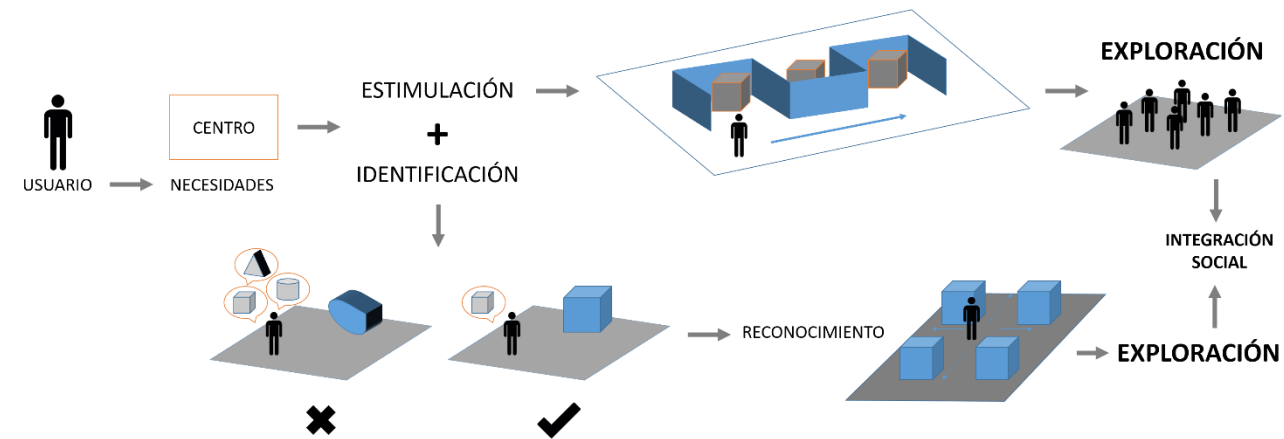 USUARIO
CENTRO
NECESIDADES
ESTIMULACIÓN
+
IDENTIFICACIÓN
EXPLORACIÓN
INTEGRACIÓN
SOCIAL
RECONOCIMIENTO
EXPLORACIÓN